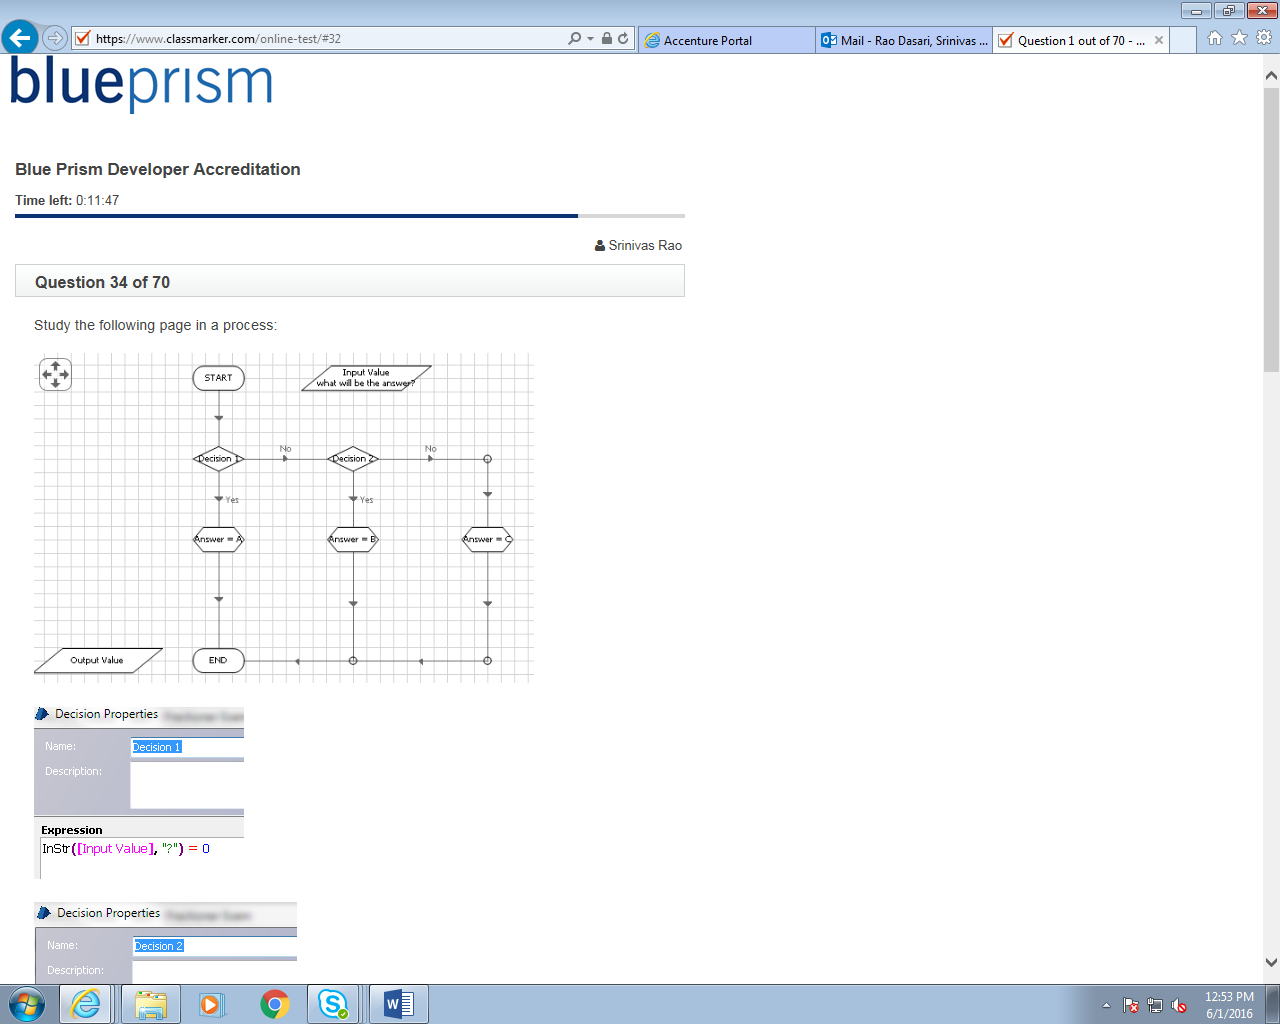 https://www.classmarker.com/online-test/#32
Accenture Portal
Mail - Rao Dasari, Srinivas ...
Question 1 out of 70 - ...
blueprism
Blue Prism Developer Accreditation
Time left: 0:11:47
Srinivas Rao
Question 34 of 70
Study the following page in a process:
START
Input Value
what will be the answer?
Decision 1
No
Decision 2
No
Yes
Yes
Answer = A
Answer = B
Answer = C
Output Value
END
Decision Properties
Name:
Decision 1
Description:
Expression
InStr([Input Value], "?") = 0
Decision Properties
Name:
Decision 2
Description:
12:53 PM
6/1/2016